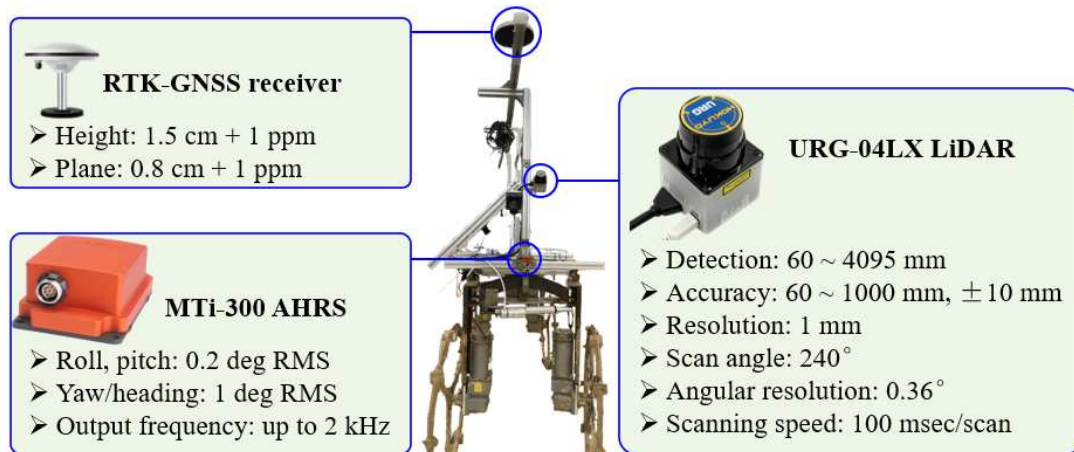 RTK-GNSS receiver
➢ Height: 1.5 cm + 1 ppm
➢ Plane: 0.8 cm + 1 ppm
MTi-300 AHRS
➢ Roll, pitch: 0.2 deg RMS
➢ Yaw/heading: 1 deg RMS
➢ Output frequency: up to 2 kHz
HOKUYO
URG
URG-04LX LiDAR
➢ Detection: 60 ~ 4095 mm
➢ Accuracy: 60 ~ 1000 mm, ±10 mm
➢ Resolution: 1 mm
➢ Scan angle: 240°
➢ Angular resolution: 0.36°
➢ Scanning speed: 100 msec/scan